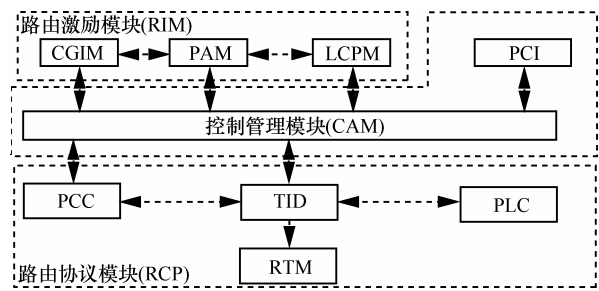 路由激励模块(RIM)
CGIM
PAM
LCPM
PCI
控制管理模块(CAM)
PCC
TID
PLC
RTM
路由协议模块(RCP)